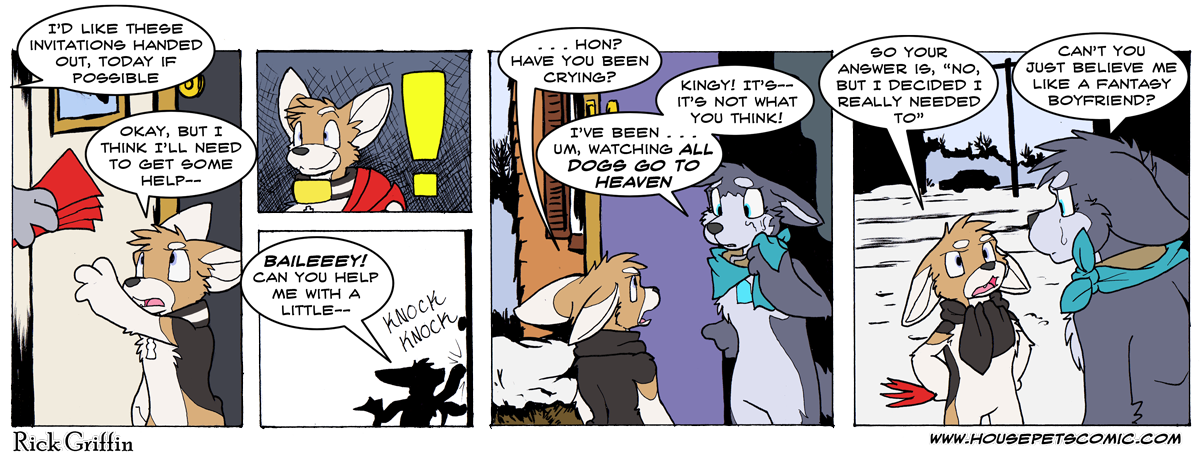 I'D LIKE THESE
INVITATIONS HANDED
OUT, TODAY IF
POSSIBLE
OKAY, BUT I
THINK I'LL NEED
TO GET SOME
HELP--
!
BAILEEEY!
CAN YOU HELP
ME WITH A
LITTLE--
KNOCK
KNOCK
. . . HON?
HAVE YOU BEEN
CRYING?
KINGY! IT'S--
IT'S NOT WHAT
YOU THINK!
I'VE BEEN . . .
UM, WATCHING ALL
DOGS GO TO
HEAVEN
SO YOUR
ANSWER IS, "NO,
BUT I DECIDED I
REALLY NEEDED
TO"
CAN'T YOU
JUST BELIEVE ME
LIKE A FANTASY
BOYFRIEND?
Rick Griffin
WWW.HOUSEPETSCOMIC.COM